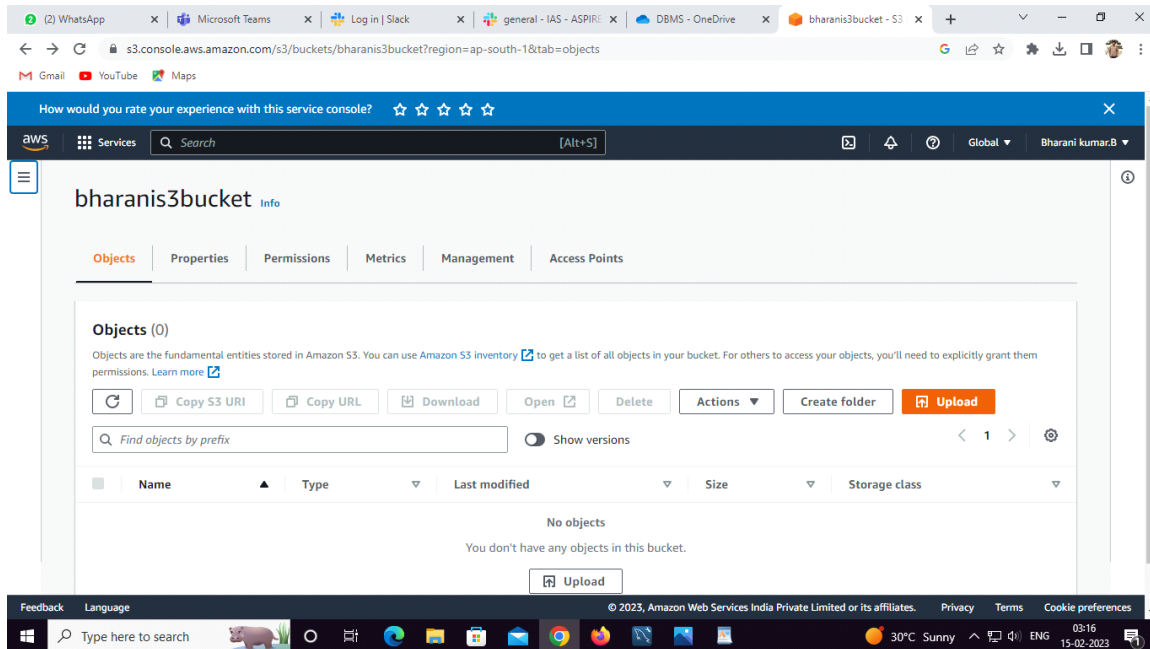 (2) WhatsApp
Microsoft Teams
Log in | Slack
general - IAS - ASPIRE
DBMS - OneDrive
bharanis3bucket - S3
s3.console.aws.amazon.com/s3/buckets/bharanis3bucket?region=ap-south-1&tab=objects
Gmail YouTube Maps
How would you rate your experience with this service console?
aws Services Search [Alt+S] Global Bharani kumar.B
bharanis3bucket Info
Objects Properties Permissions Metrics Management Access Points
Objects (0)
Objects are the fundamental entities stored in Amazon S3. You can use Amazon S3 inventory to get a list of all objects in your bucket. For others to access your objects, you'll need to explicitly grant them
permissions. Learn more
Copy S3 URI Copy URL Download Open Delete Actions Create folder Upload
Find objects by prefix Show versions 1
Name Type Last modified Size Storage class
No objects
You don't have any objects in this bucket.
Upload
Feedback Language © 2023, Amazon Web Services India Private Limited or its affiliates. Privacy Terms Cookie preferences
Type here to search 30°C Sunny ENG 03:16
15-02-2023 1